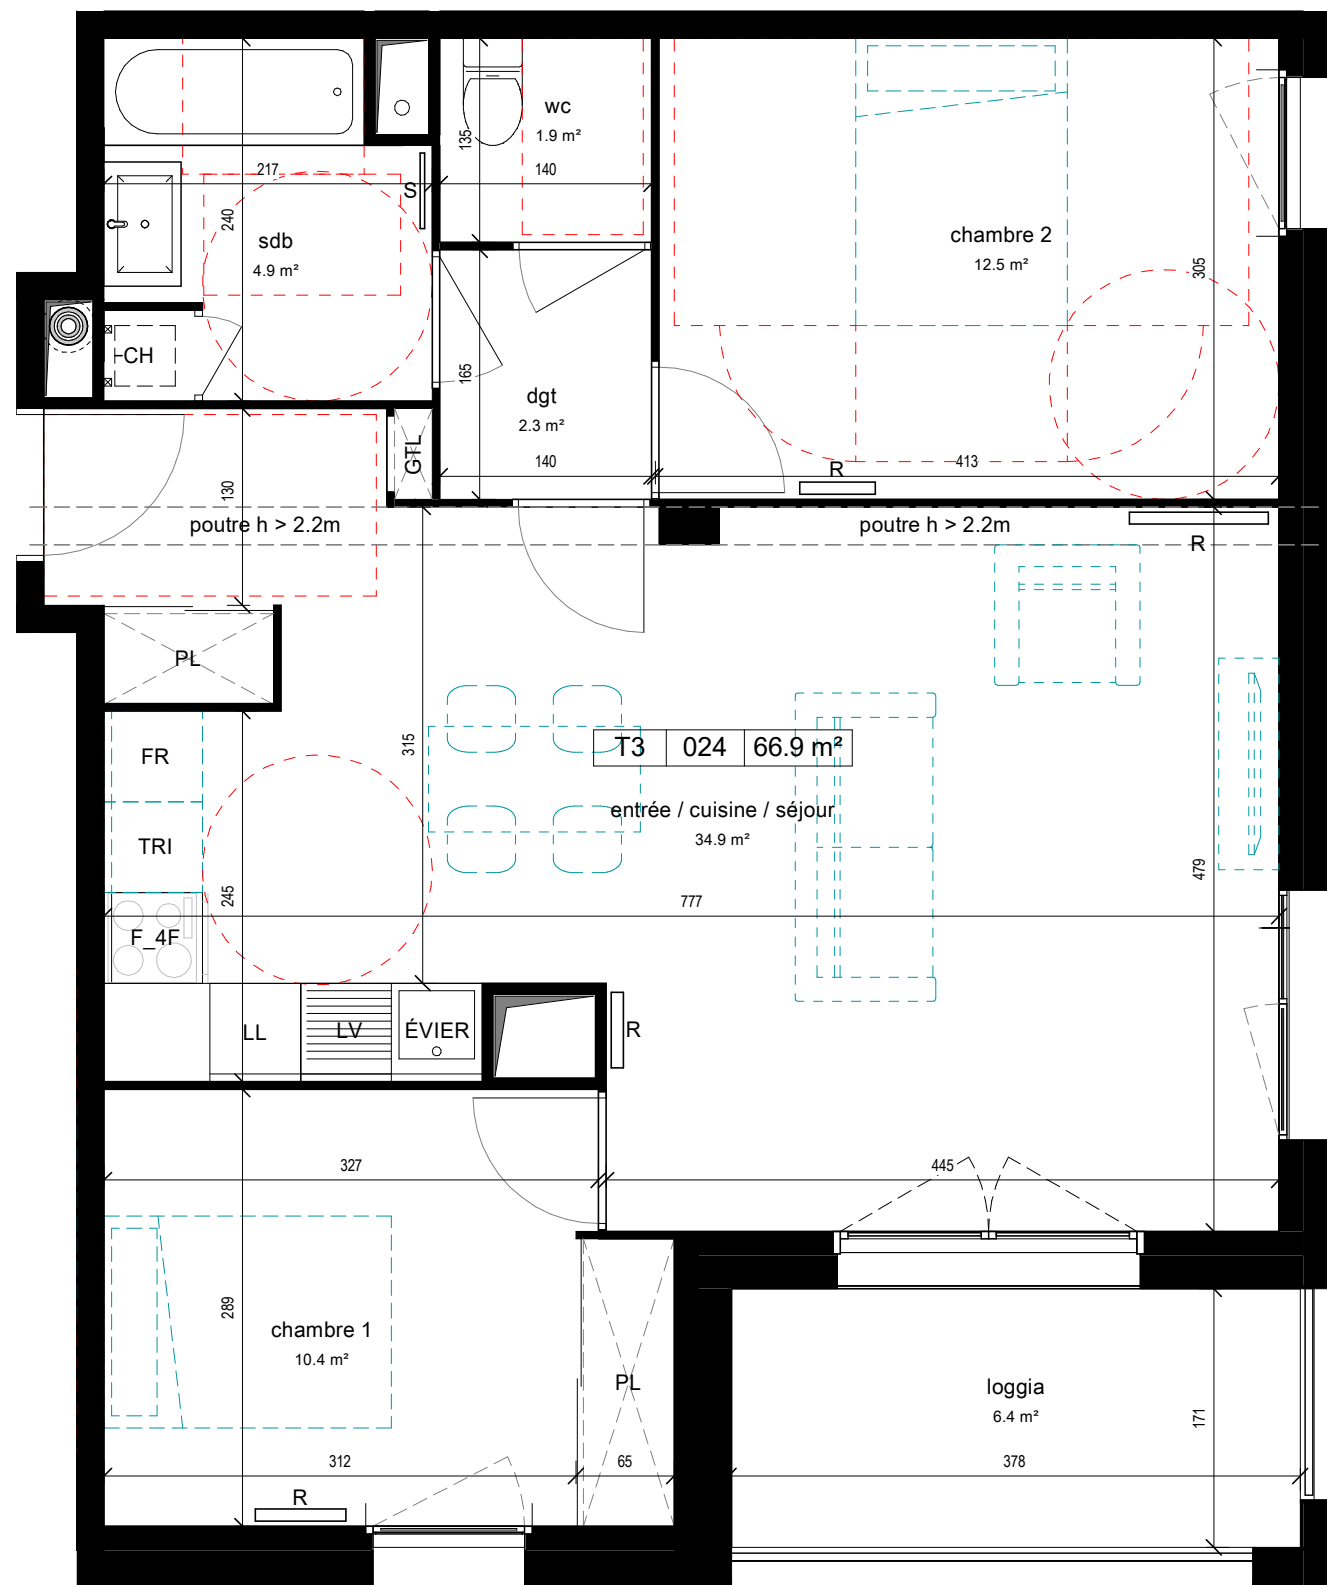 wc
1.9 m²
135
140
217
S
240
sdb
4.9 m²
chambre 2
12.5 m²
305
CH
165
dgt
2.3 m²
140
GTL
R
413
130
poutre h > 2.2m
poutre h > 2.2m
R
PL
FR
315
T3 024 66.9 m²
entrée / cuisine / séjour
34.9 m²
TRI
245
479
777
F_4F
LL
LV
ÉVIER
R
327
445
289
chambre 1
10.4 m²
PL
loggia
6.4 m²
171
312
65
378
R